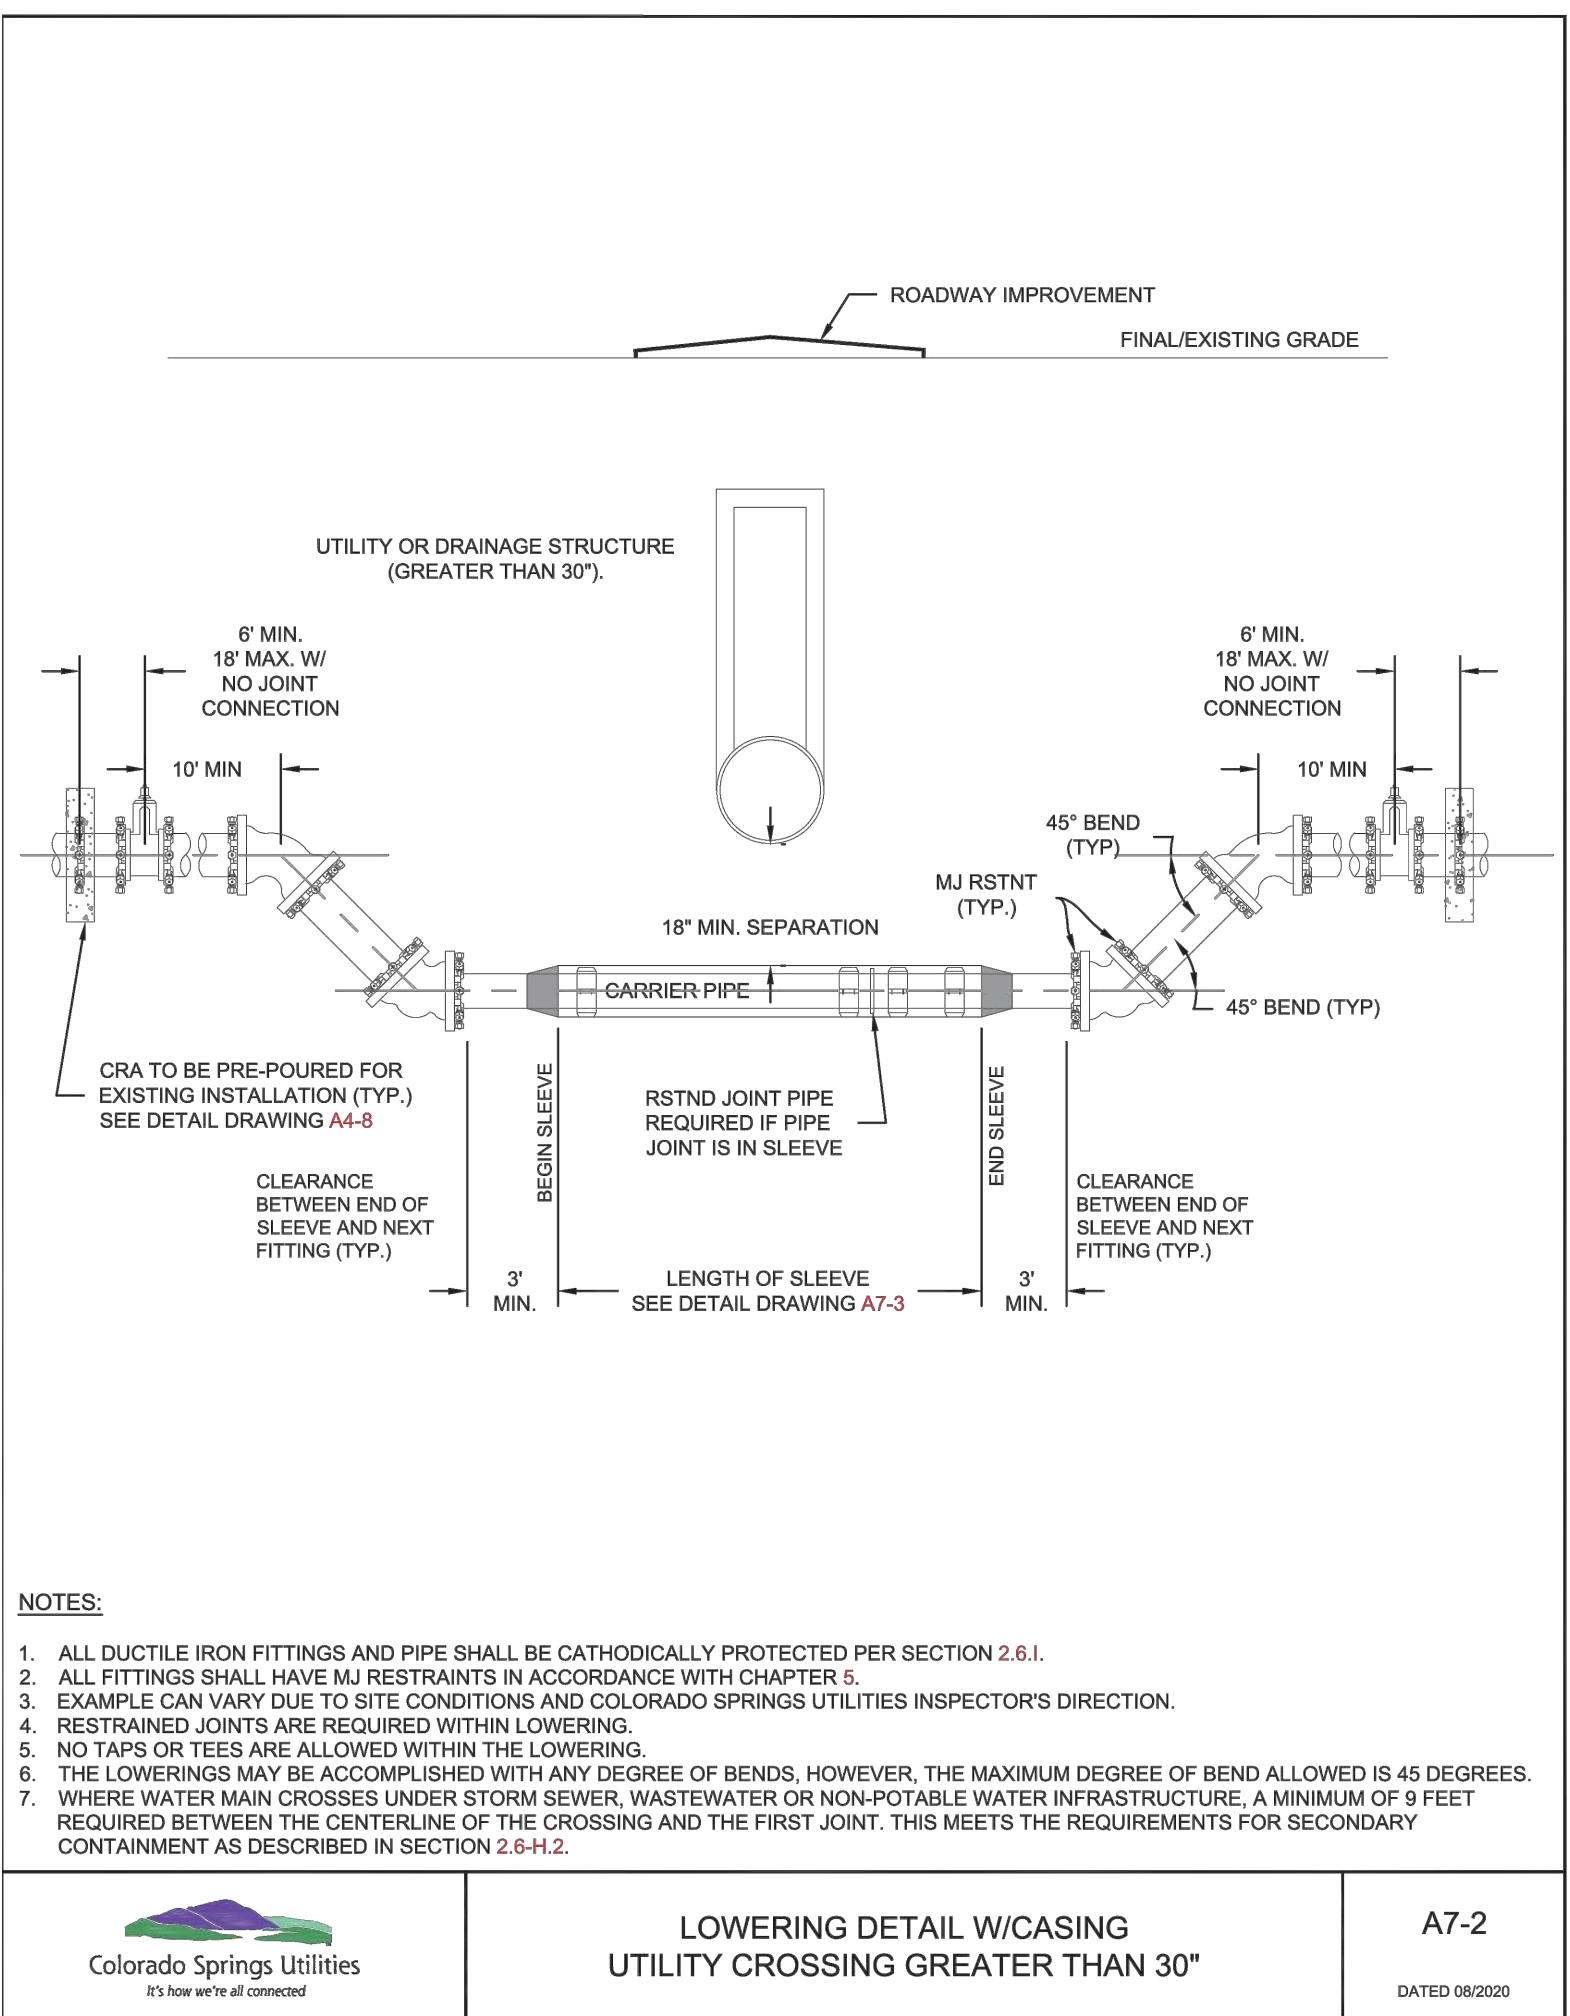 ROADWAY IMPROVEMENT
FINAL/EXISTING GRADE
UTILITY OR DRAINAGE STRUCTURE
(GREATER THAN 30").
6' MIN.
18' MAX. W/
NO JOINT
CONNECTION
6' MIN.
18' MAX. W/
NO JOINT
CONNECTION
10' MIN
10' MIN
45° BEND
(TYP)
MJ RSTNT
(TYP.)
18" MIN. SEPARATION
CARRIER PIPE
45° BEND (TYP)
CRA TO BE PRE-POURED FOR
EXISTING INSTALLATION (TYP.)
SEE DETAIL DRAWING A4-8
BEGIN SLEEVE
RSTND JOINT PIPE
REQUIRED IF PIPE
JOINT IS IN SLEEVE
END SLEEVE
CLEARANCE
BETWEEN END OF
SLEEVE AND NEXT
FITTING (TYP.)
CLEARANCE
BETWEEN END OF
SLEEVE AND NEXT
FITTING (TYP.)
3'
MIN.
LENGTH OF SLEEVE
SEE DETAIL DRAWING A7-3
3'
MIN.
NOTES:
1. ALL DUCTILE IRON FITTINGS AND PIPE SHALL BE CATHODICALLY PROTECTED PER SECTION 2.6.I.
2. ALL FITTINGS SHALL HAVE MJ RESTRAINTS IN ACCORDANCE WITH CHAPTER 5.
3. EXAMPLE CAN VARY DUE TO SITE CONDITIONS AND COLORADO SPRINGS UTILITIES INSPECTOR'S DIRECTION.
4. RESTRAINED JOINTS ARE REQUIRED WITHIN LOWERING.
5. NO TAPS OR TEES ARE ALLOWED WITHIN THE LOWERING.
6. THE LOWERINGS MAY BE ACCOMPLISHED WITH ANY DEGREE OF BENDS, HOWEVER, THE MAXIMUM DEGREE OF BEND ALLOWED IS 45 DEGREES.
7. WHERE WATER MAIN CROSSES UNDER STORM SEWER, WASTEWATER OR NON-POTABLE WATER INFRASTRUCTURE, A MINIMUM OF 9 FEET
REQUIRED BETWEEN THE CENTERLINE OF THE CROSSING AND THE FIRST JOINT. THIS MEETS THE REQUIREMENTS FOR SECONDARY
CONTAINMENT AS DESCRIBED IN SECTION 2.6-H.2.
Colorado Springs Utilities
It's how we're all connected
LOWERING DETAIL W/CASING
UTILITY CROSSING GREATER THAN 30"
A7-2
DATED 08/2020